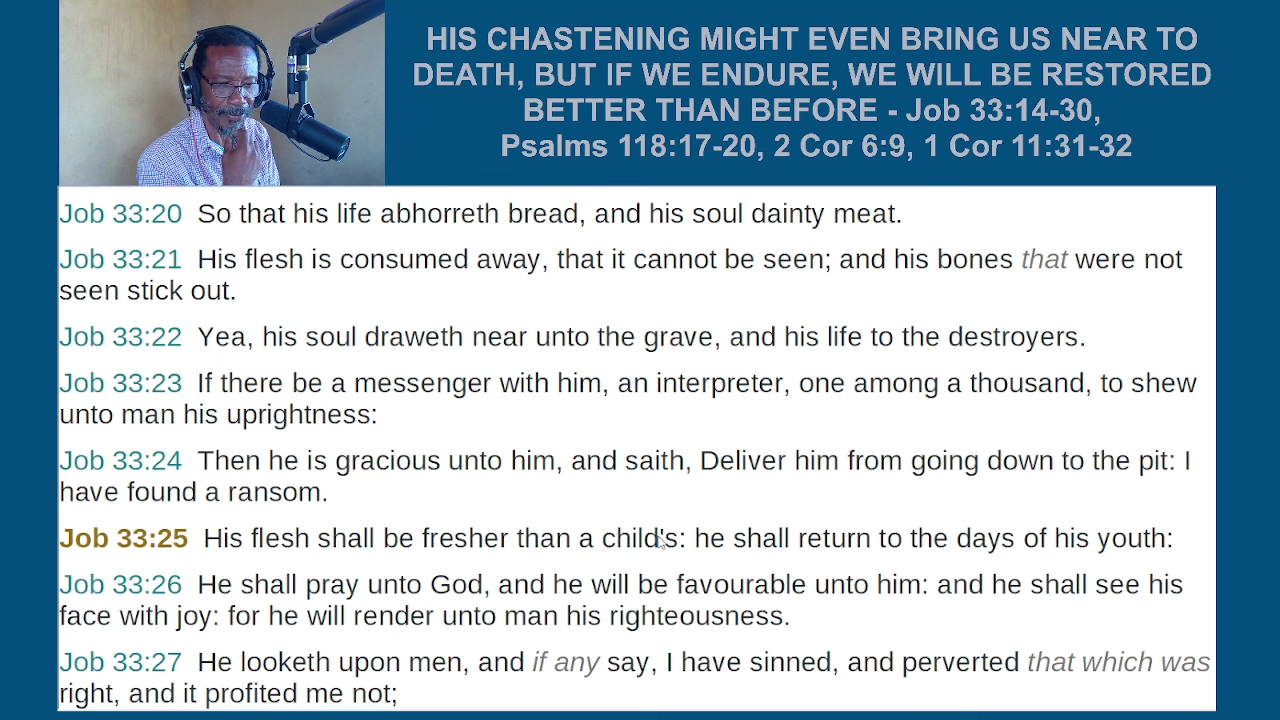 HIS CHASTENING MIGHT EVEN BRING US NEAR TO
DEATH, BUT IF WE ENDURE, WE WILL BE RESTORED
BETTER THAN BEFORE - Job 33:14-30,
Psalms 118:17-20, 2 Cor 6:9, 1 Cor 11:31-32
Job 33:20 So that his life abhorreth bread, and his soul dainty meat.
Job 33:21 His flesh is consumed away, that it cannot be seen; and his bones that were not
seen stick out.
Job 33:22 Yea, his soul draweth near unto the grave, and his life to the destroyers.
Job 33:23 If there be a messenger with him, an interpreter, one among a thousand, to shew
unto man his uprightness:
Job 33:24 Then he is gracious unto him, and saith, Deliver him from going down to the pit: I
have found a ransom.
Job 33:25 His flesh shall be fresher than a child's: he shall return to the days of his youth:
Job 33:26 He shall pray unto God, and he will be favourable unto him: and he shall see his
face with joy: for he will render unto man his righteousness.
Job 33:27 He looketh upon men, and if any say, I have sinned, and perverted that which was
right, and it profited me not;